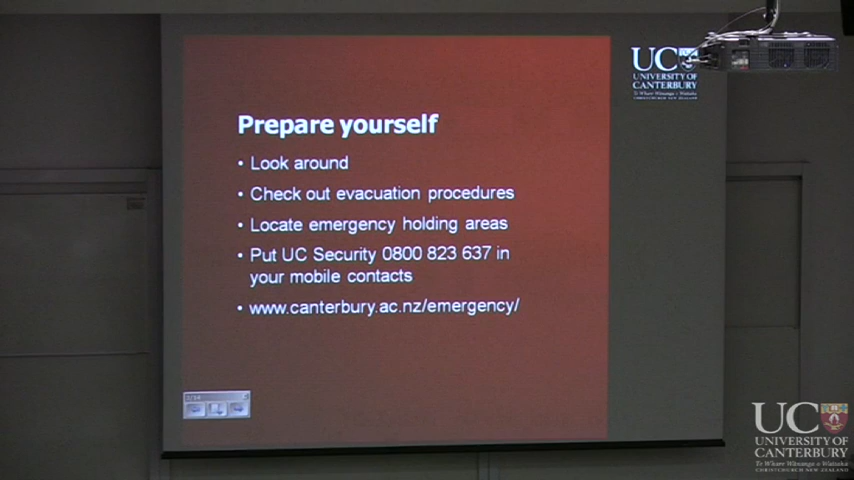 UC
UNIVERSITY OF
CANTERBURY
Te Whare Wānanga o Waitaha
CHRISTCHURCH NEW ZEALAND
Prepare yourself
• Look around
• Check out evacuation procedures
• Locate emergency holding areas
• Put UC Security 0800 823 637 in
your mobile contacts
• www.canterbury.ac.nz/emergency/
UC
UNIVERSITY OF
CANTERBURY
Te Whare Wānanga o Waitaha
CHRISTCHURCH NEW ZEALAND